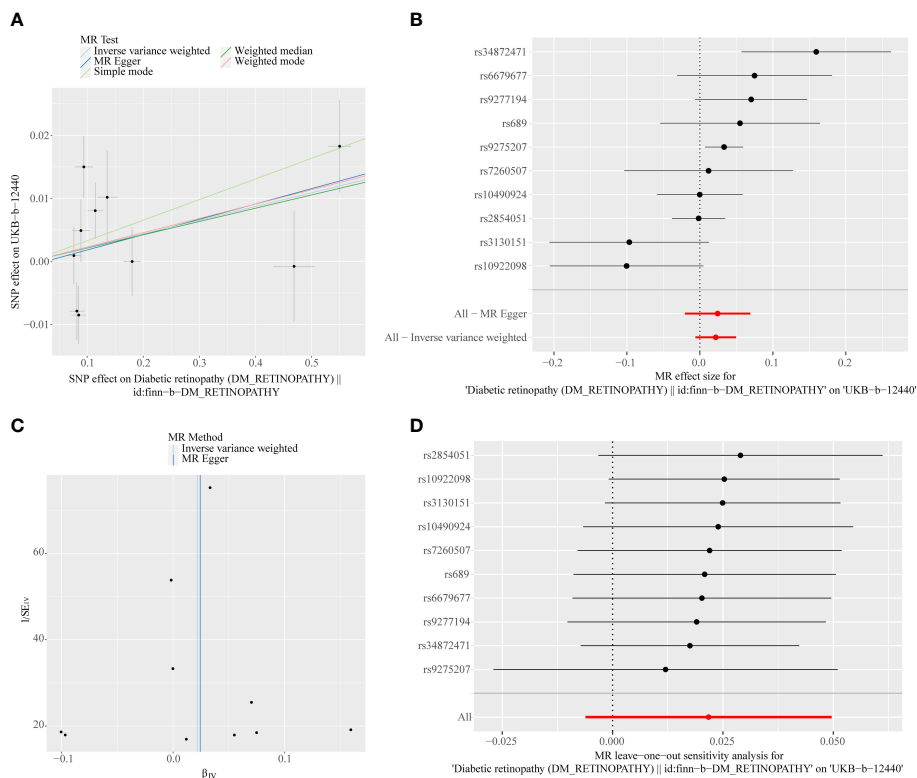 A
MR Test
Inverse variance weighted
MR Egger
Simple mode
Weighted median
Weighted mode
0.02
0.01
0.00
−0.01
SNP effect on UKB−b−12440
0.1 0.2 0.3 0.4 0.5
SNP effect on Diabetic retinopathy (DM_RETINOPATHY) ||
id:finn−b−DM_RETINOPATHY
B
rs34872471
rs6679677
rs9277194
rs689
rs9275207
rs7260507
rs10490924
rs2854051
rs3130151
rs10922098
All − MR Egger
All − Inverse variance weighted
−0.2 −0.1 0.0 0.1 0.2
MR effect size for
'Diabetic retinopathy (DM_RETINOPATHY) || id:finn−b−DM_RETINOPATHY' on 'UKB−b−12440'
C
MR Method
Inverse variance weighted
MR Egger
60
40
20
1/SEIV
−0.1 0.0 0.1
βIV
D
rs2854051
rs10922098
rs3130151
rs10490924
rs7260507
rs689
rs6679677
rs9277194
rs34872471
rs9275207
All
−0.025 0.000 0.025 0.050
MR leave−one−out sensitivity analysis for
'Diabetic retinopathy (DM_RETINOPATHY) || id:finn−b−DM_RETINOPATHY' on 'UKB−b−12440'